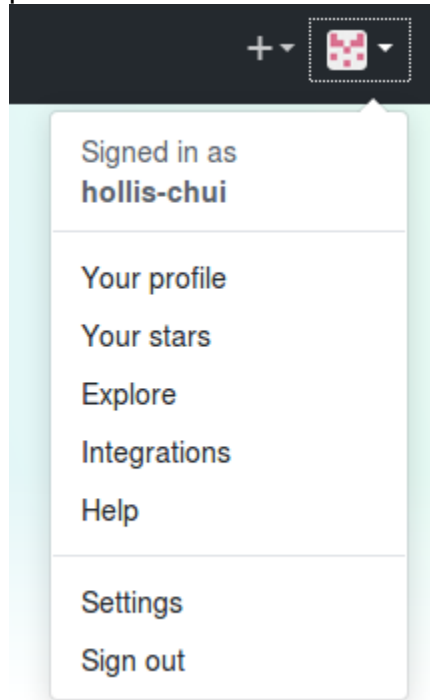 Signed in as
hollis-chui
Your profile
Your stars
Explore
Integrations
Help
Settings
Sign out